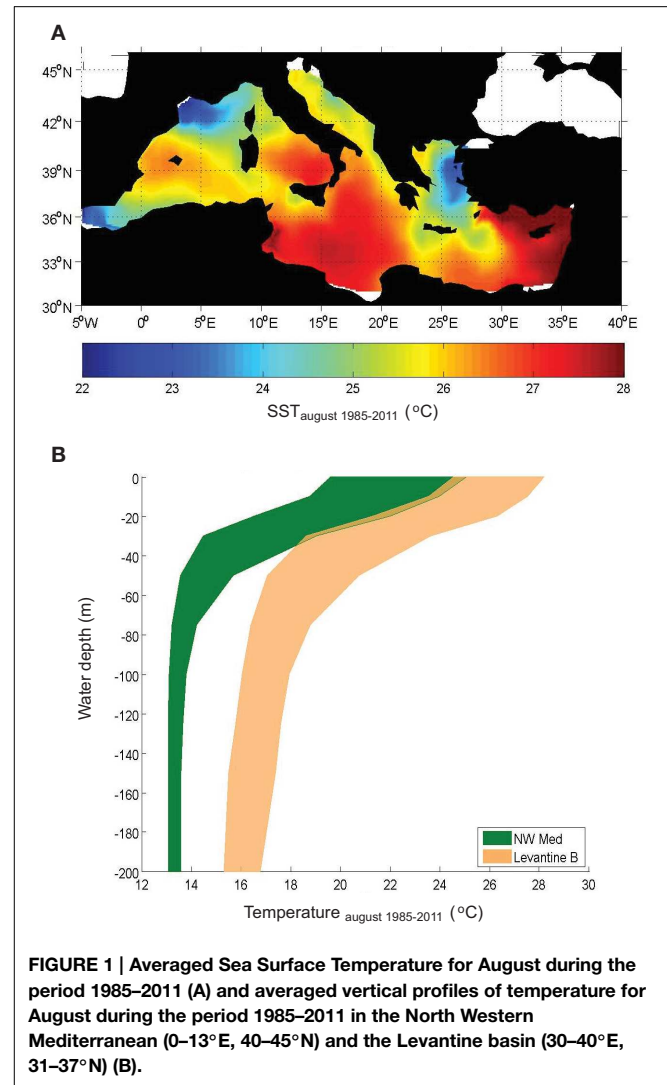 A
45°N
42°N
39°N
36°N
33°N
30°N
5°W 0° 5°E 10°E 15°E 20°E 25°E 30°E 35°E 40°E
22 23 24 25 26 27 28
SST august 1985-2011 (°C)
B
0
-20
-40
-60
-80
-100
-120
-140
-160
-180
-200
Water depth (m)
NW Med
Levantine B
12 14 16 18 20 22 24 26 28 30
Temperature august 1985-2011 (°C)
FIGURE 1 | Averaged Sea Surface Temperature for August during the
period 1985–2011 (A) and averaged vertical profiles of temperature for
August during the period 1985–2011 in the North Western
Mediterranean (0–13°E, 40–45°N) and the Levantine basin (30–40°E,
31–37°N) (B).